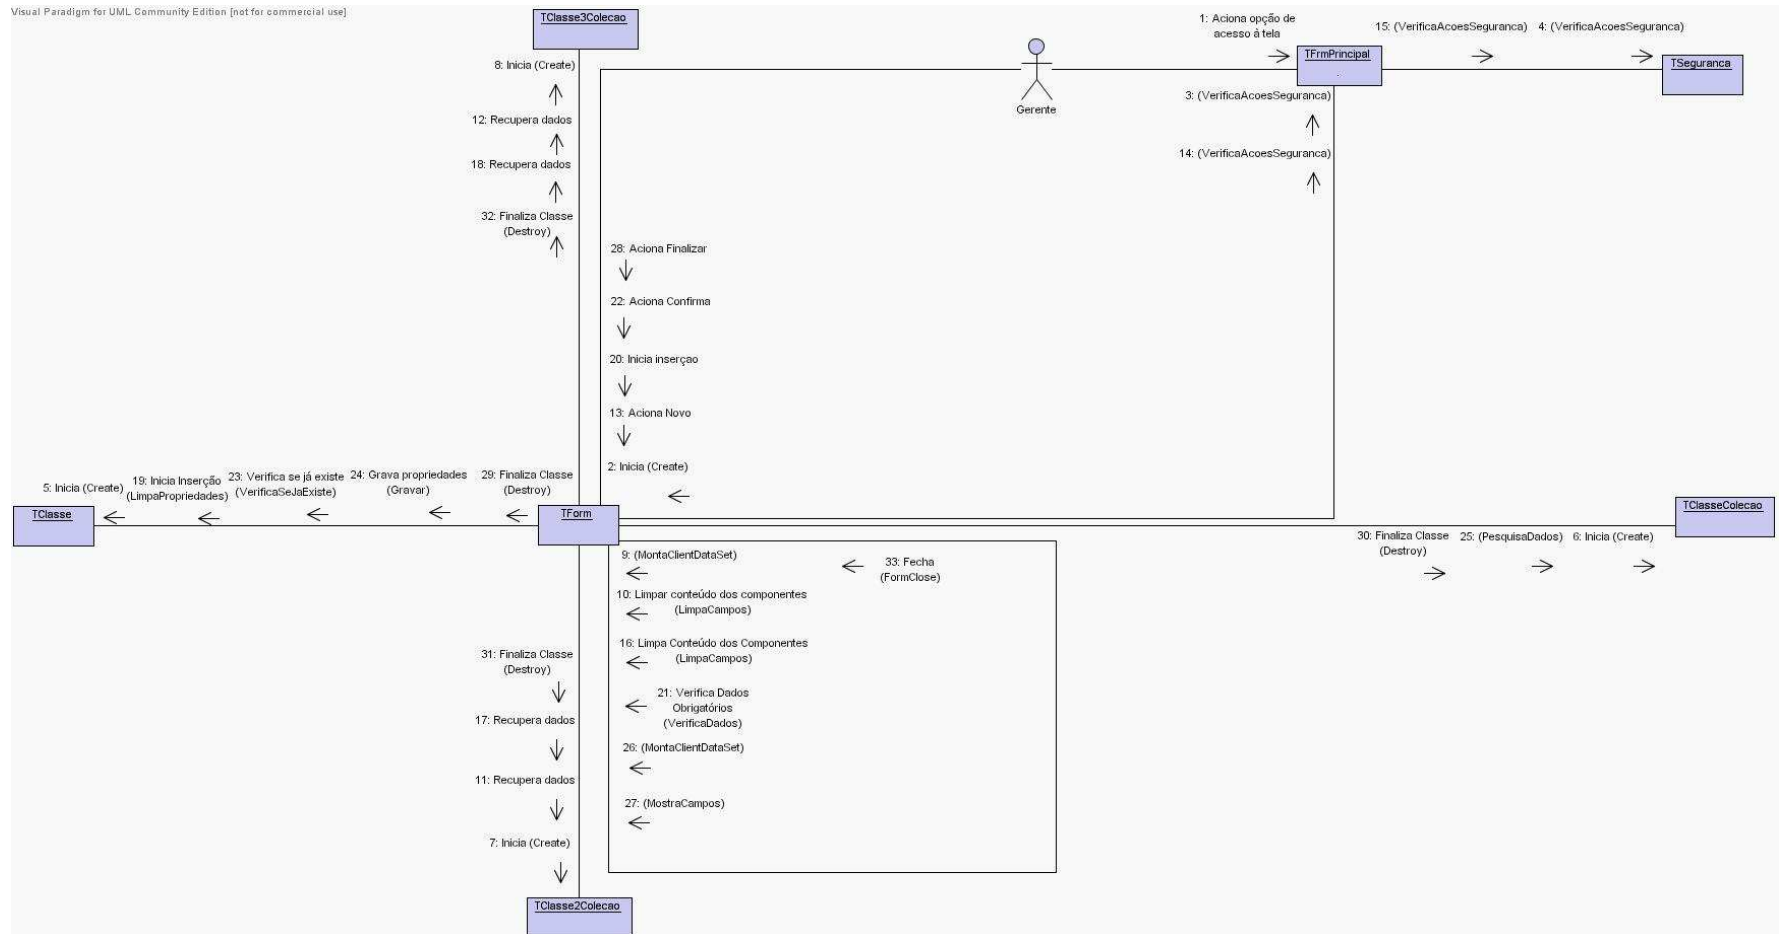 Visual Paradigm for UML Community Edition [not for commercial use]
TClasse3Colecao
1: Aciona opção de
acesso à tela
15: (VerificaAcoesSeguranca)
4: (VerificaAcoesSeguranca)
TFrmPrincipal
.
TSeguranca
Gerente
8: Inicia (Create)
3: (VerificaAcoesSeguranca)
12: Recupera dados
14: (VerificaAcoesSeguranca)
18: Recupera dados
32: Finaliza Classe
(Destroy)
28: Aciona Finalizar
22: Aciona Confirma
20: Inicia inserçao
13: Aciona Novo
2: Inicia (Create)
5: Inicia (Create)
19: Inicia Inserção
(LimpaPropriedades)
23: Verifica se já existe
(VerificaSeJaExiste)
24: Grava propriedades
(Gravar)
29: Finaliza Classe
(Destroy)
TClasse
TForm
TClasseColecao
30: Finaliza Classe
(Destroy)
25: (PesquisaDados)
6: Inicia (Create)
9: (MontaClientDataSet)
33: Fecha
(FormClose)
10: Limpar conteúdo dos componentes
(LimpaCampos)
16: Limpa Conteúdo dos Componentes
(LimpaCampos)
31: Finaliza Classe
(Destroy)
21: Verifica Dados
Obrigatórios
(VerificaDados)
17: Recupera dados
26: (MontaClientDataSet)
11: Recupera dados
27: (MostraCampos)
7: Inicia (Create)
TClasse2Colecao